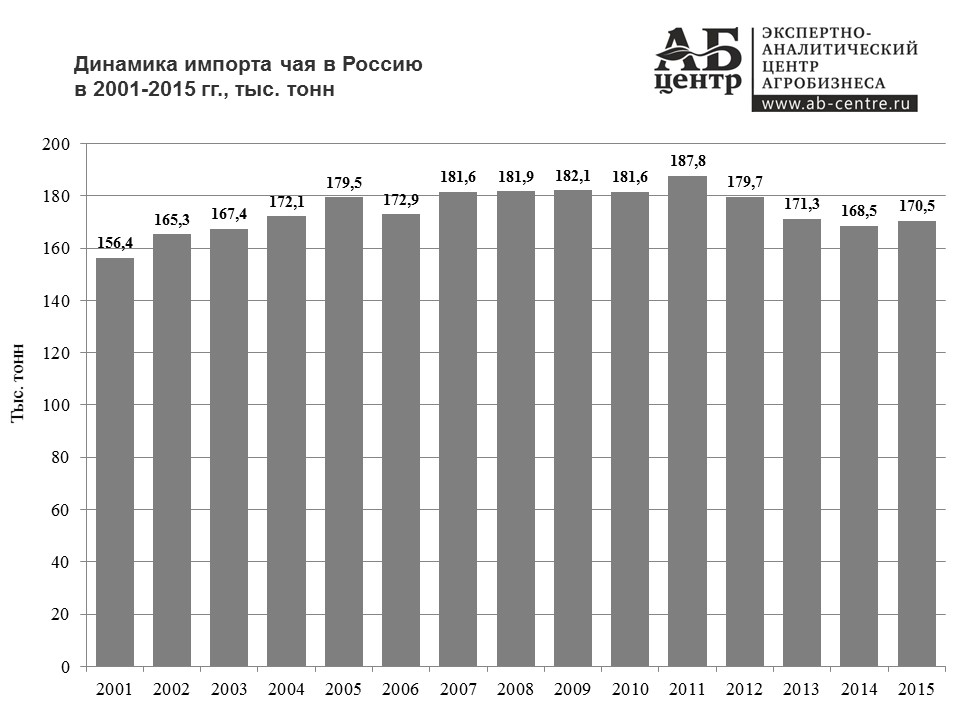 Динамика импорта чая в Россию
в 2001-2015 гг., тыс. тонн
АБ
центр
ЭКСПЕРТНО-
АНАЛИТИЧЕСКИЙ
ЦЕНТР
АГРОБИЗНЕСА
www.ab-centre.ru
Тыс. тонн
200
180
160
140
120
100
80
60
40
20
0
156,4
165,3
167,4
172,1
179,5
172,9
181,6
181,9
182,1
181,6
187,8
179,7
171,3
168,5
170,5
2001 2002 2003 2004 2005 2006 2007 2008 2009 2010 2011 2012 2013 2014 2015